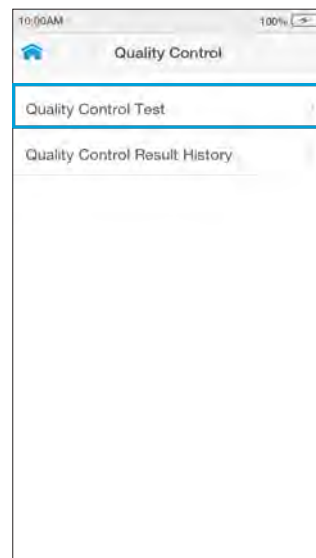 10:00AM 100%
Quality Control
Quality Control Test
Quality Control Result History